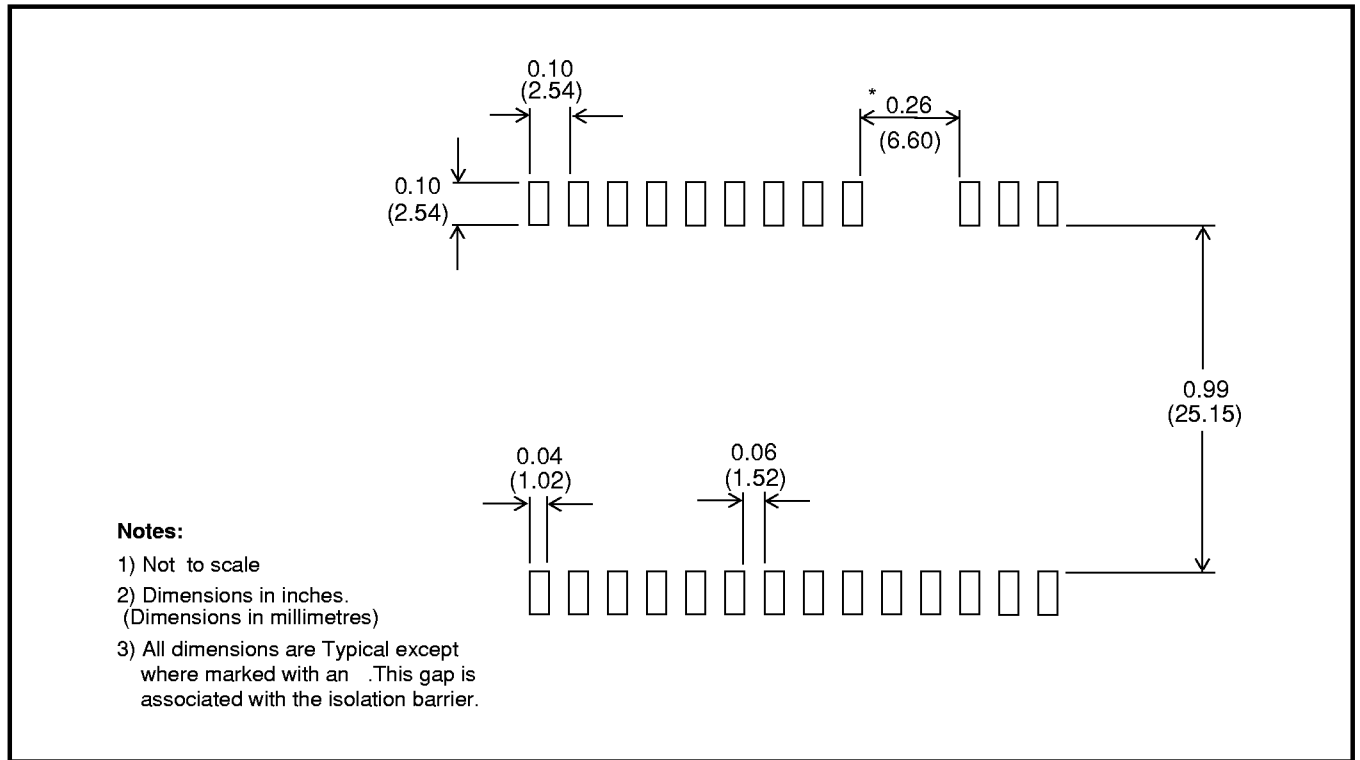 0.10
(2.54)
*
0.26
(6.60)
0.10
(2.54)
0.99
(25.15)
0.04
(1.02)
0.06
(1.52)
Notes:
1) Not to scale
2) Dimensions in inches.
(Dimensions in millimetres)
3) All dimensions are Typical except
where marked with an .This gap is
associated with the isolation barrier.